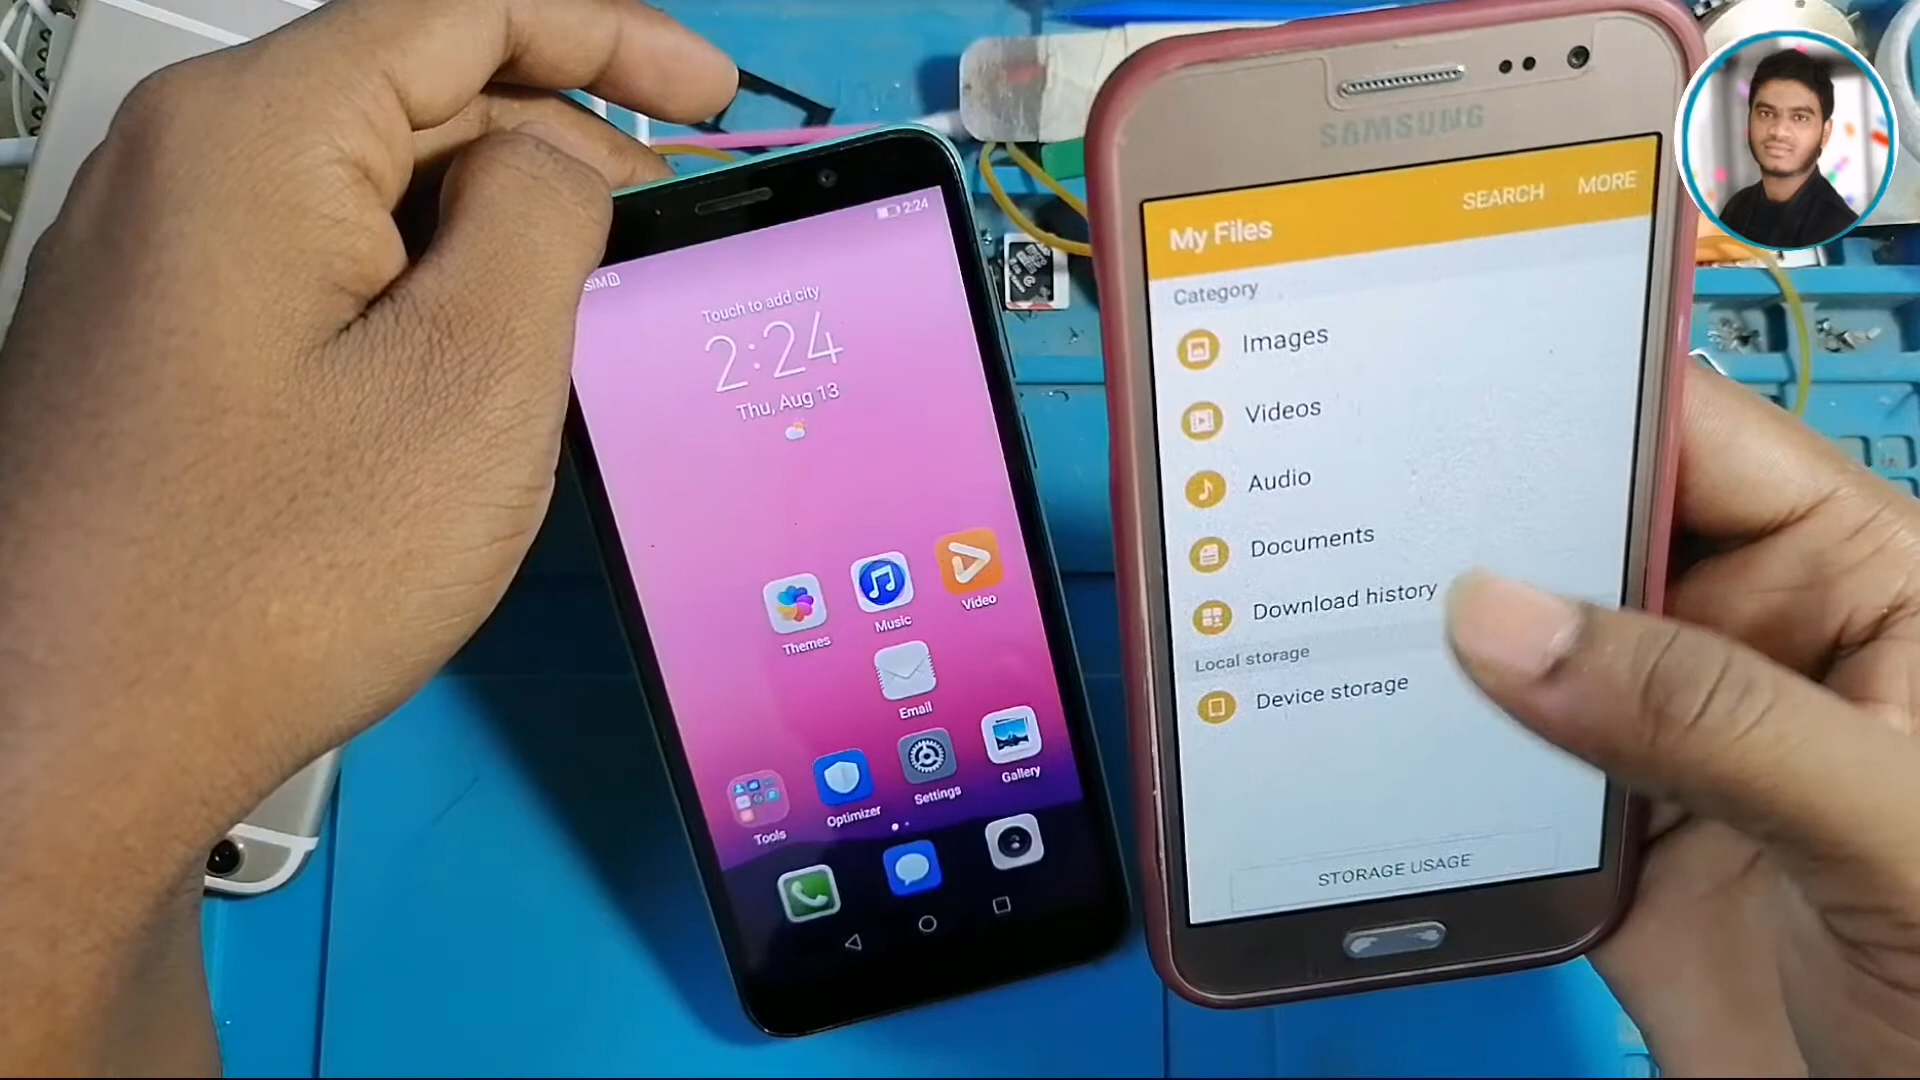 2:24
SIM
Touch to add city
2:24
Thu, Aug 13
Themes
Music
Video
Email
Tools
Optimizer
Settings
Gallery
SAMSUNG
My Files
SEARCH
MORE
Category
Images
Videos
Audio
Documents
Download history
Local storage
Device storage
STORAGE USAGE